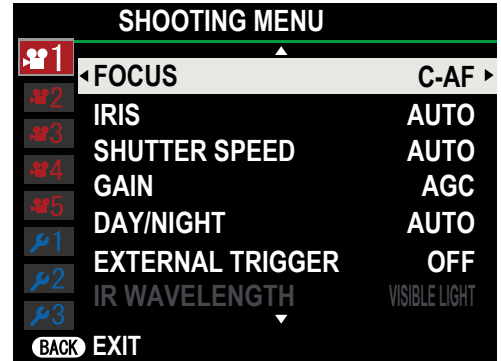 SHOOTING MENU
1
FOCUS C-AF
2
IRIS AUTO
3
SHUTTER SPEED AUTO
4
GAIN AGC
5
DAY/NIGHT AUTO
1
EXTERNAL TRIGGER OFF
2
IR WAVELENGTH VISIBLE LIGHT
3
BACK EXIT